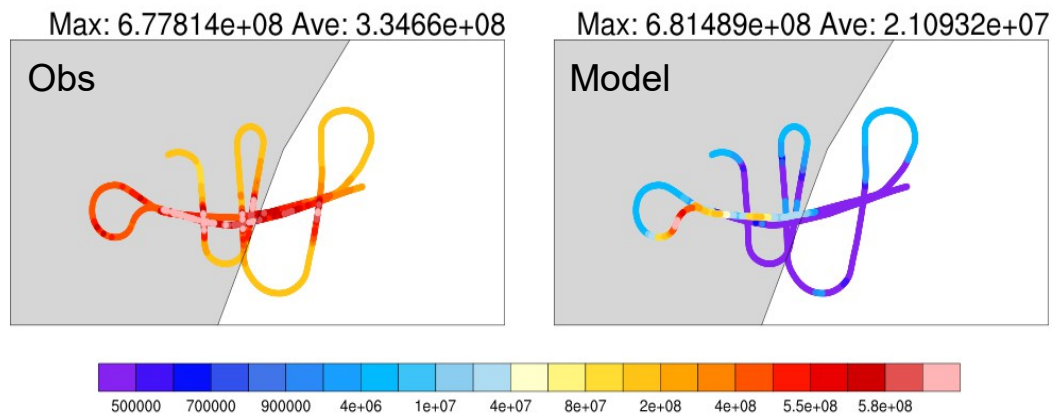 Max: 6.77814e+08 Ave: 3.3466e+08
Max: 6.81489e+08 Ave: 2.10932e+07
Obs
Model
500000 700000 900000 4e+06 1e+07 4e+07 8e+07 2e+08 4e+08 5.5e+08 5.8e+08